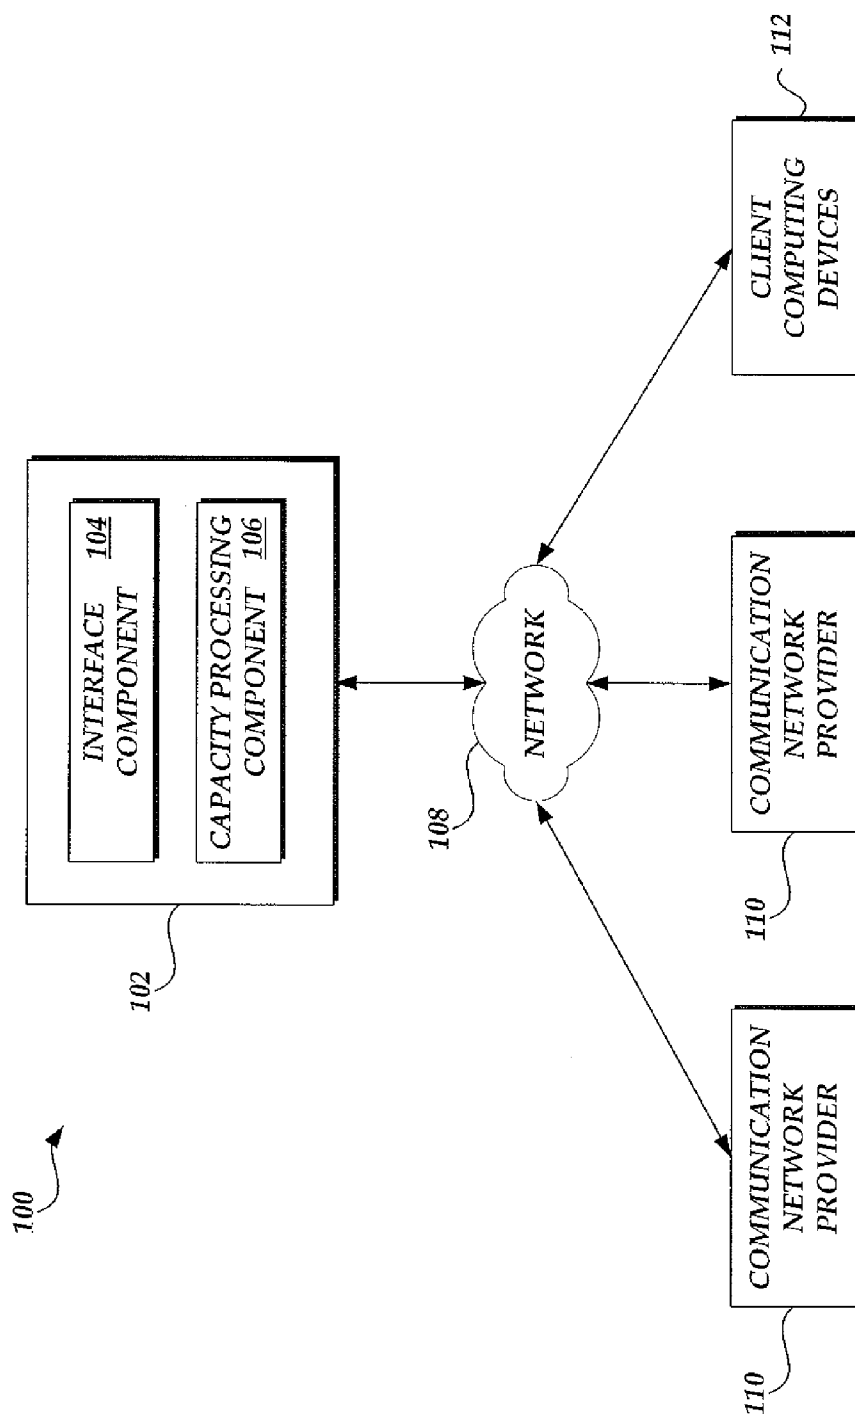 100
102
INTERFACE
COMPONENT 104
CAPACITY PROCESSING
COMPONENT 106
108
NETWORK
110
COMMUNICATION
NETWORK
PROVIDER
110
COMMUNICATION
NETWORK
PROVIDER
CLIENT
COMPUTING
DEVICES
112